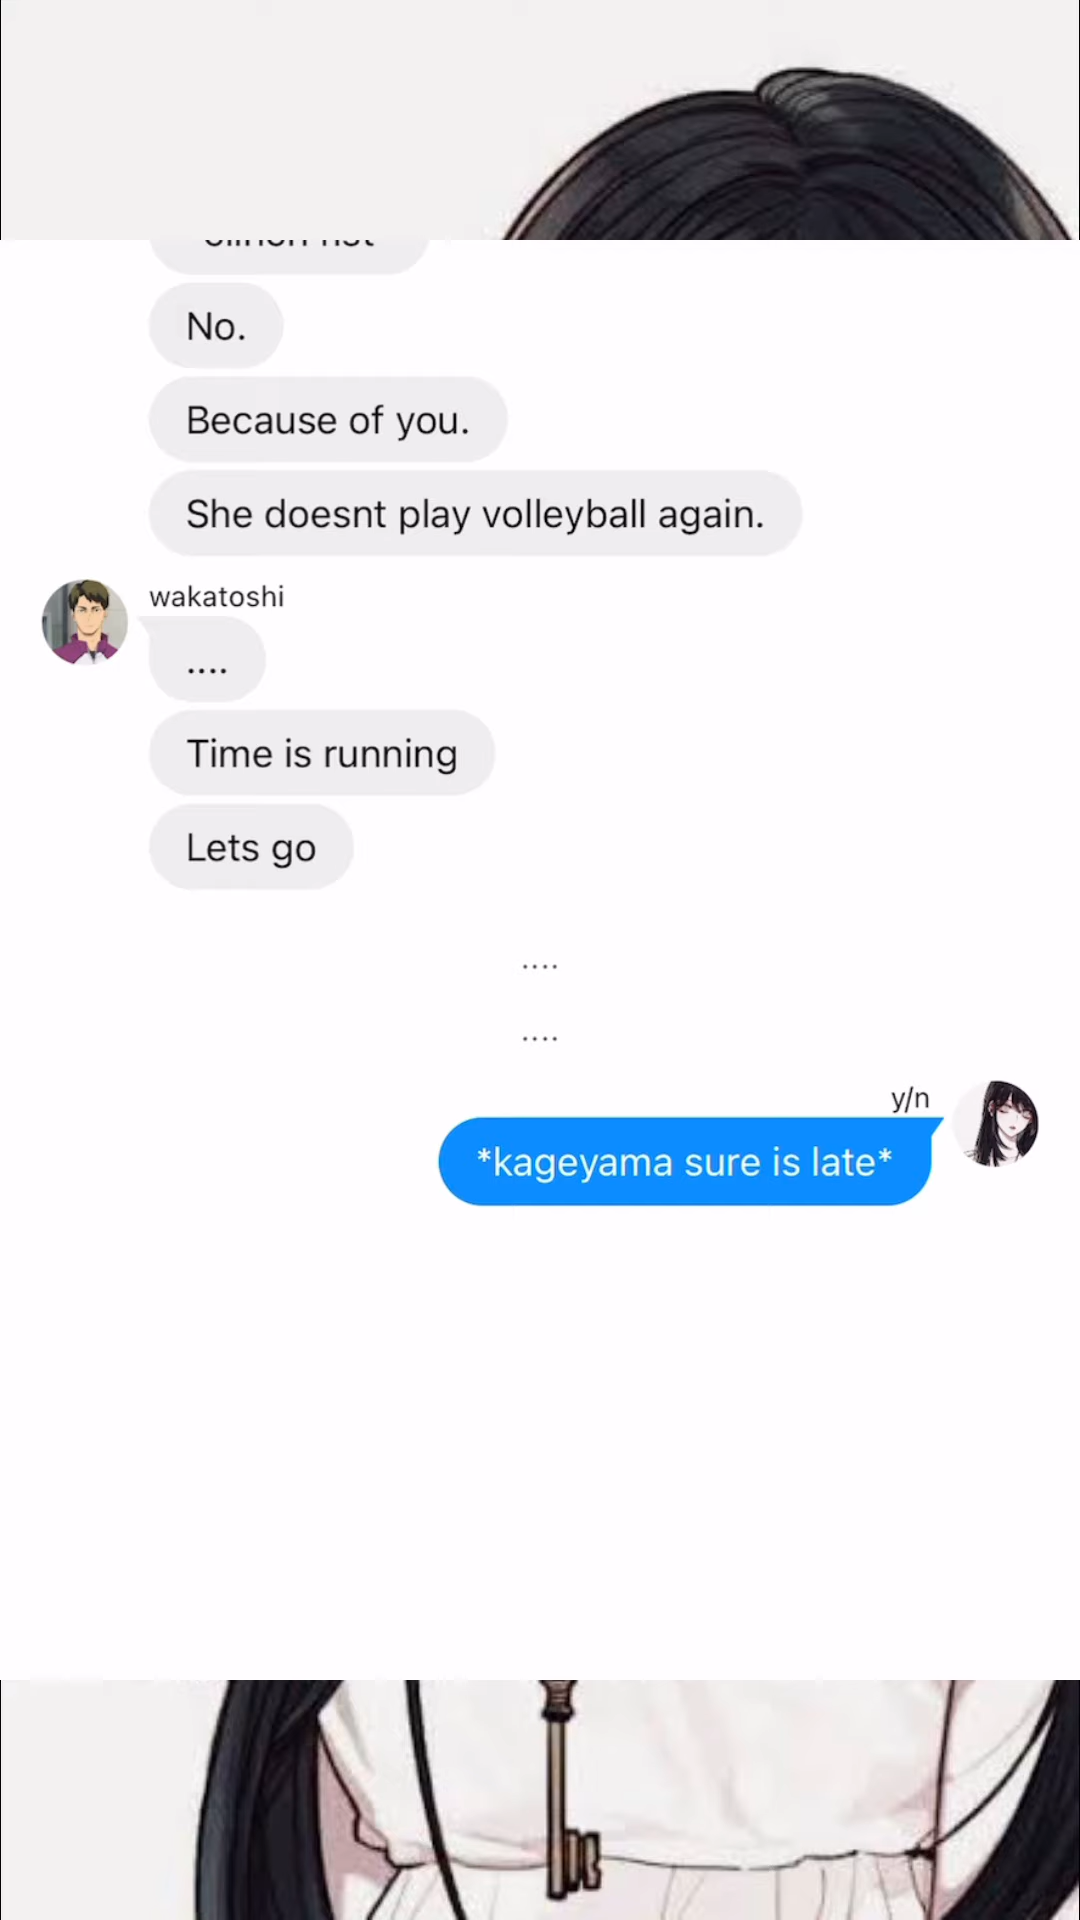 No.
Because of you.
She doesnt play volleyball again.
wakatoshi
....
Time is running
Lets go
....
....
y/n
*kageyama sure is late*